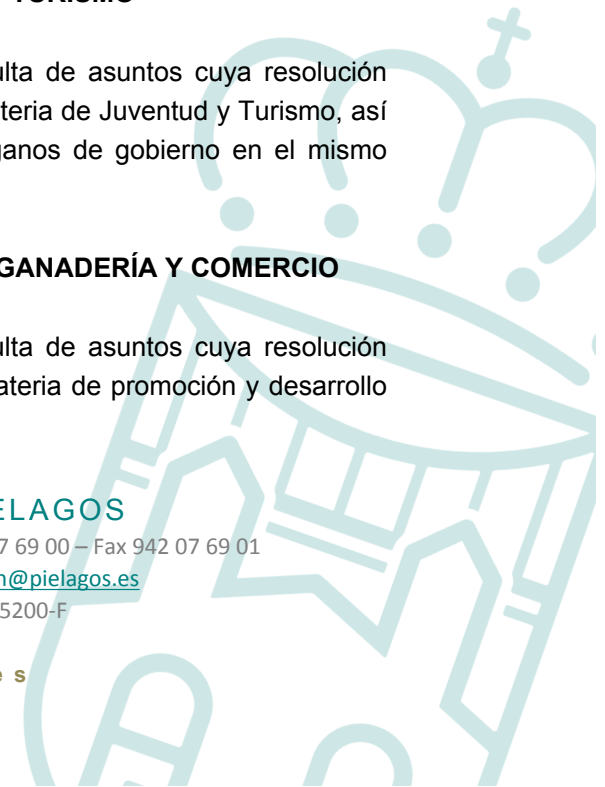 TURISMO
ulta de asuntos cuya resolución
teria de Juventud y Turismo, así
ganos de gobierno en el mismo
GANADERÍA Y COMERCIO
ulta de asuntos cuya resolución
ateria de promoción y desarrollo
ELAGOS
7 69 00 – Fax 942 07 69 01
n@pielagos.es
5200-F
e s